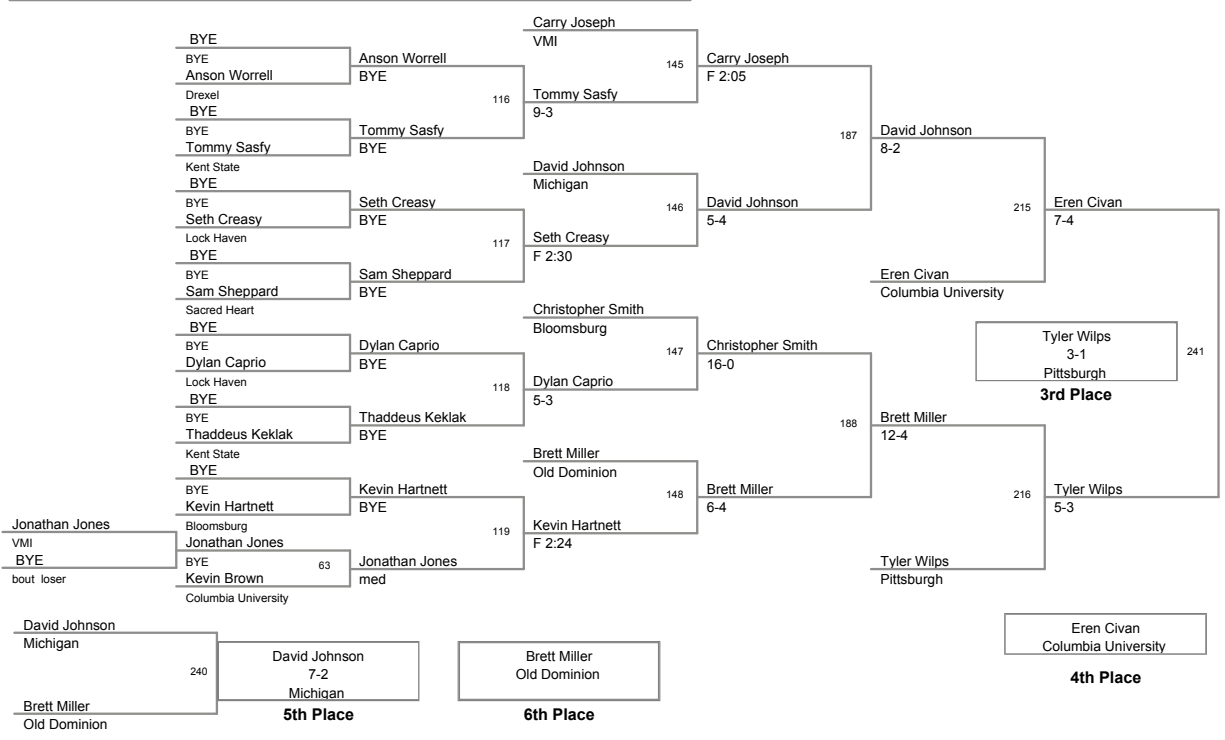 Carry Joseph
VMI
BYE
BYE
Anson Worrell
Drexel
Anson Worrell
BYE
145
Carry Joseph
F 2:05
116
Tommy Sasfy
9-3
BYE
BYE
Tommy Sasfy
Kent State
Tommy Sasfy
BYE
187
David Johnson
8-2
David Johnson
Michigan
BYE
BYE
Seth Creasy
Lock Haven
Seth Creasy
BYE
146
David Johnson
5-4
215
Eren Civan
7-4
117
Seth Creasy
F 2:30
BYE
BYE
Sam Sheppard
Sacred Heart
Sam Sheppard
BYE
Eren Civan
Columbia University
Christopher Smith
Bloomsburg
BYE
BYE
Dylan Caprio
Lock Haven
Dylan Caprio
BYE
147
Christopher Smith
16-0
Tyler Wilps
3-1
Pittsburgh
241
3rd Place
118
Dylan Caprio
5-3
BYE
BYE
Thaddeus Keklak
Kent State
Thaddeus Keklak
BYE
188
Brett Miller
12-4
Brett Miller
Old Dominion
BYE
BYE
Kevin Hartnett
Bloomsburg
Kevin Hartnett
BYE
148
Brett Miller
6-4
216
Tyler Wilps
5-3
119
Kevin Hartnett
F 2:24
Jonathan Jones
VMI
BYE
bout loser
Jonathan Jones
BYE
Kevin Brown
Columbia University
63
Jonathan Jones
med
Tyler Wilps
Pittsburgh
David Johnson
Michigan
240
Brett Miller
Old Dominion
David Johnson
7-2
Michigan
5th Place
Brett Miller
Old Dominion
6th Place
Eren Civan
Columbia University
4th Place